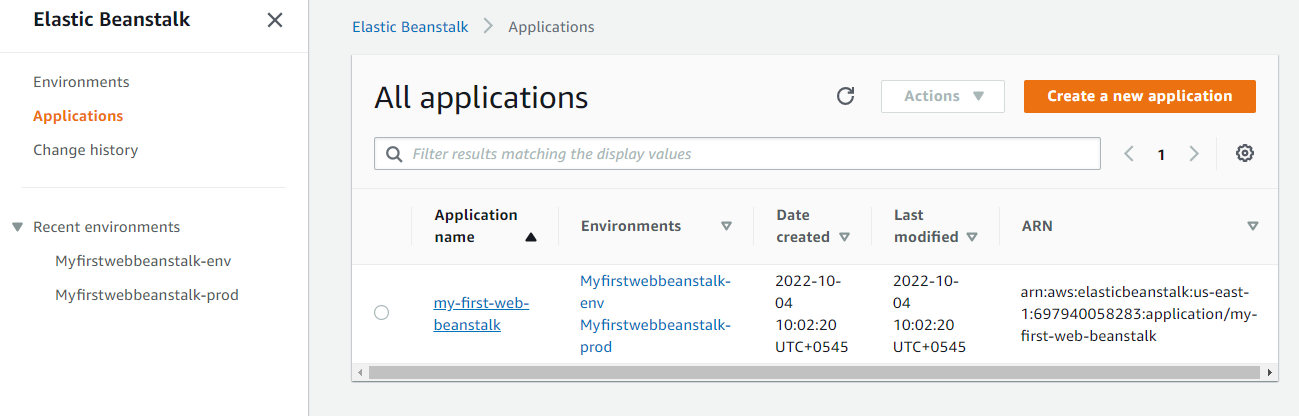 Elastic Beanstalk
Environments
Applications
Change history
Recent environments
Myfirstwebbeanstalk-env
Myfirstwebbeanstalk-prod
Elastic Beanstalk > Applications
All applications
Actions
Create a new application
Filter results matching the display values
1
Application
name
Environments
Date
created
Last
modified
ARN
my-first-web-
beanstalk
Myfirstwebbeanstalk-
env
Myfirstwebbeanstalk-
prod
2022-10-
04
10:02:20
UTC+0545
2022-10-
04
10:02:20
UTC+0545
arn:aws:elasticbeanstalk:us-east-
1:697940058283:application/my-
first-web-beanstalk